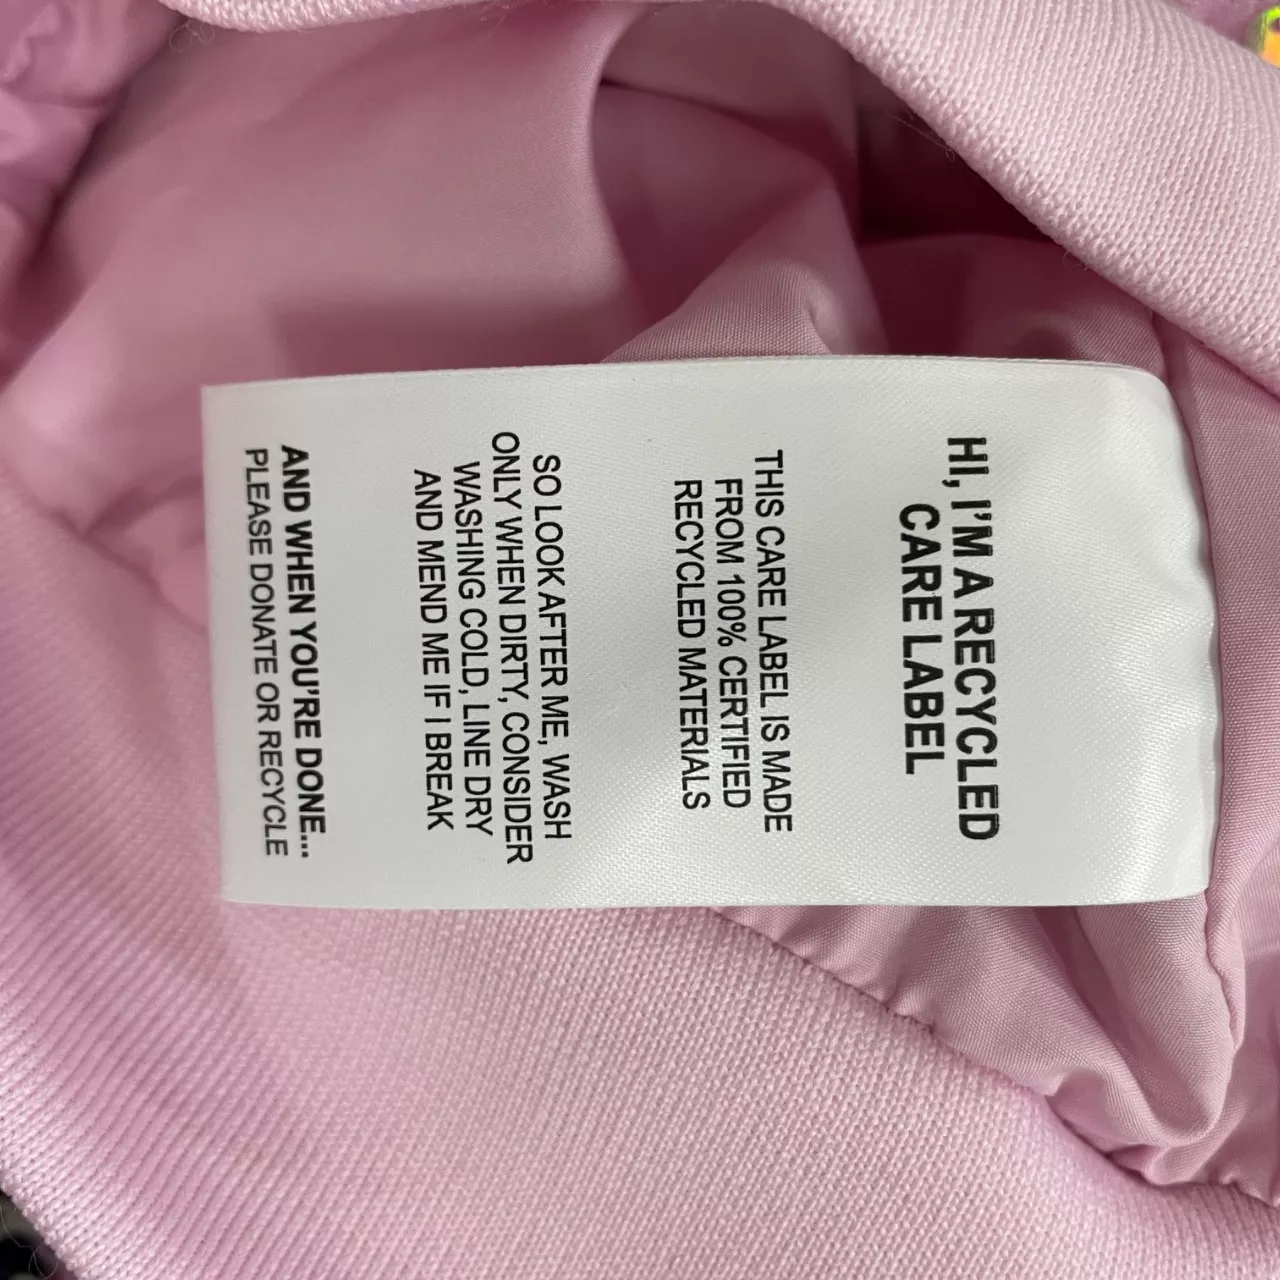 HI, I'M A RECYCLED
CARE LABEL
THIS CARE LABEL IS MADE
FROM 100% CERTIFIED
RECYCLED MATERIALS
SO LOOK AFTER ME, WASH
ONLY WHEN DIRTY, CONSIDER
WASHING COLD, LINE DRY
AND MEND ME IF I BREAK
AND WHEN YOU'RE DONE...
PLEASE DONATE OR RECYCLE